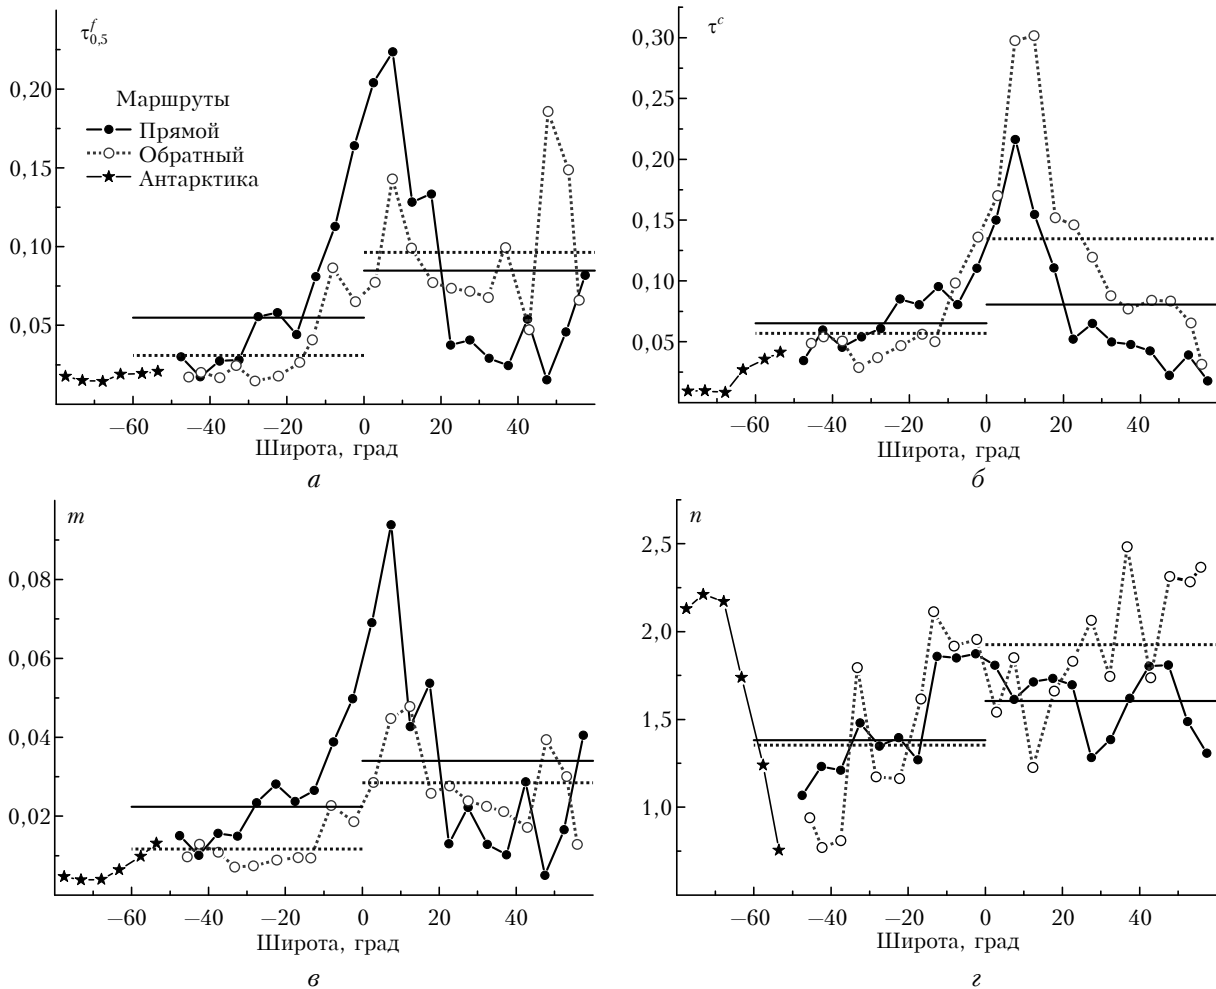 τ^f_0,5
0,20
0,15
0,10
0,05
Маршруты
Прямой
Обратный
Антарктика
−60 −40 −20 0 20 40
Широта, град
а
τ^c
0,30
0,25
0,20
0,15
0,10
0,05
−60 −40 −20 0 20 40
Широта, град
б
m
0,08
0,06
0,04
0,02
−60 −40 −20 0 20 40
Широта, град
в
n
2,5
2,0
1,5
1,0
−60 −40 −20 0 20 40
Широта, град
г